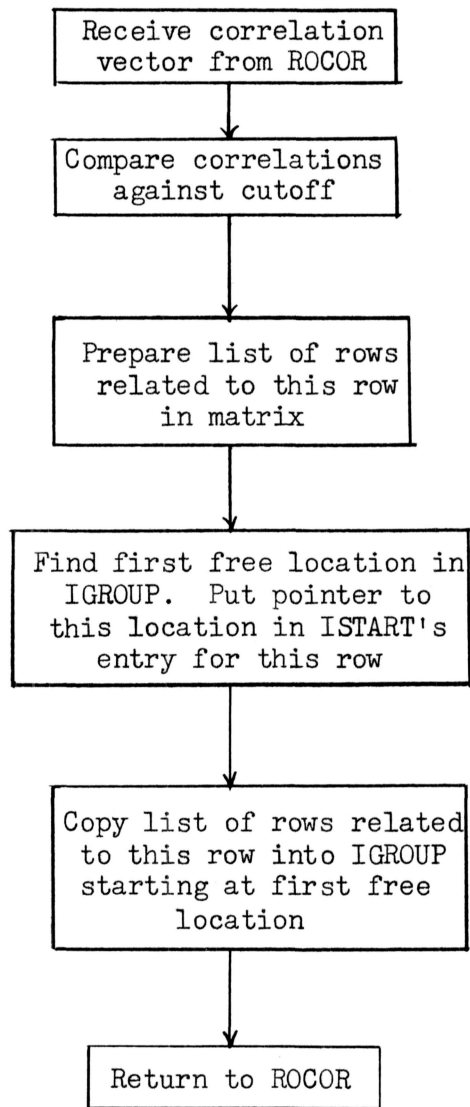 Receive correlation
vector from ROCOR
Compare correlations
against cutoff
Prepare list of rows
related to this row
in matrix
Find first free location in
IGROUP. Put pointer to
this location in ISTART's
entry for this row
Copy list of rows related
to this row into IGROUP
starting at first free
location
Return to ROCOR